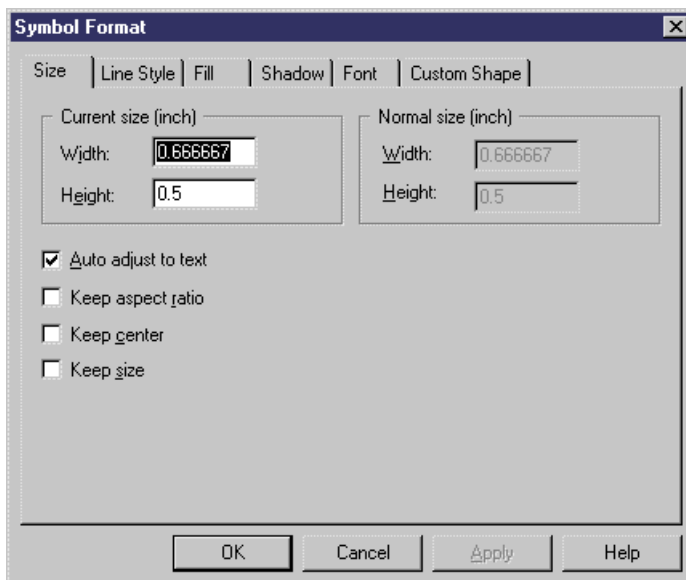 Symbol Format
Size Line Style Fill Shadow Font Custom Shape
Current size (inch) Normal size (inch)
Width: 0.666667 Width: 0.666667
Height: 0.5 Height: 0.5
Auto adjust to text
Keep aspect ratio
Keep center
Keep size
OK Cancel Apply Help